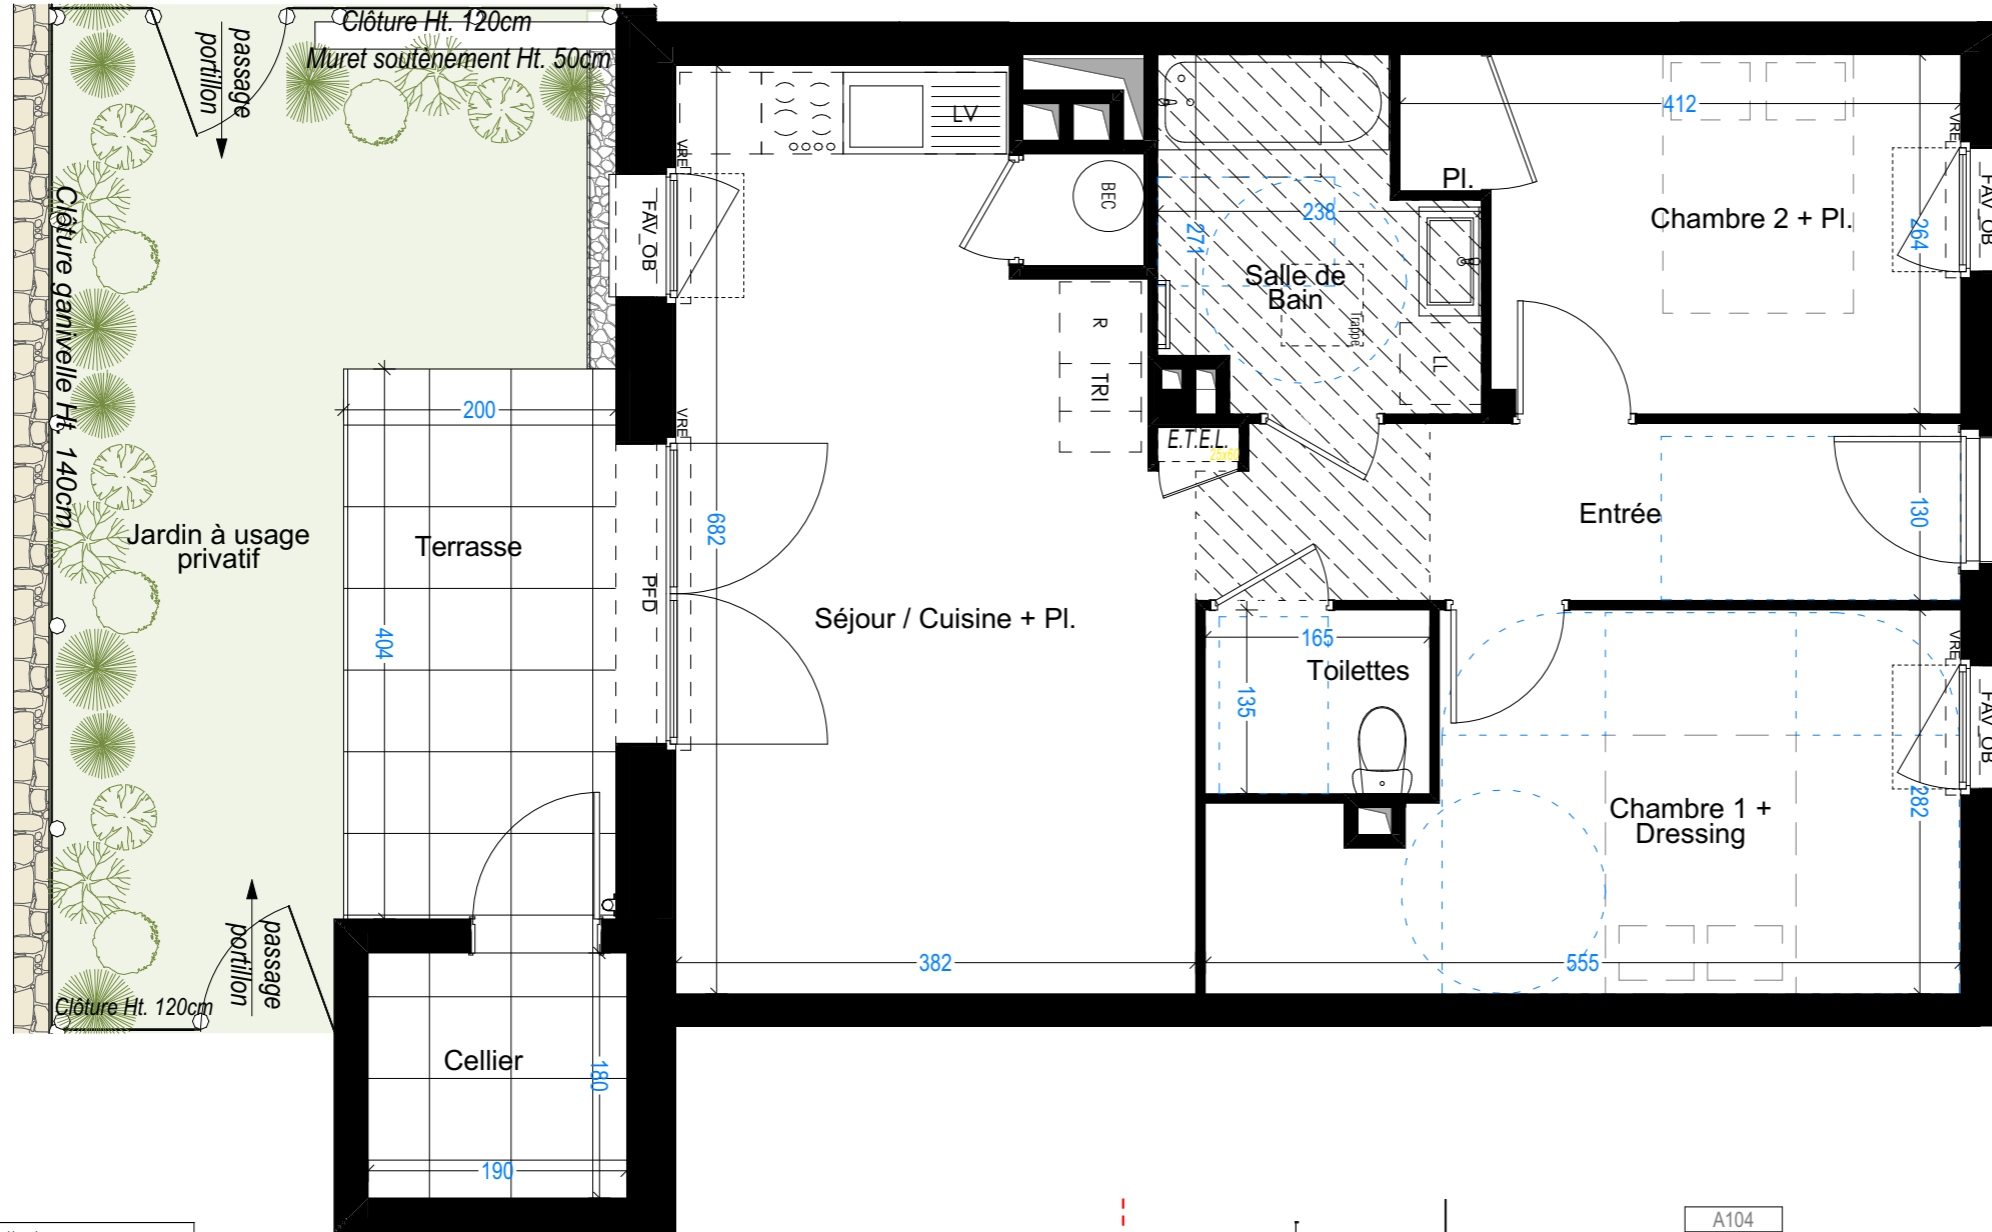 Clôture Ht. 120cm
Muret soutènement Ht. 50cm
passage
portillon
Clôture ganivelle Ht. 140cm
Jardin à usage
privatif
passage
portillon
Clôture Ht. 120cm
200
404
Terrasse
Cellier
180
190
VRE
FAV_OB
VRE
PFD
682
LV
BEC
R
TRI
Séjour / Cuisine + Pl.
382
238
271
Salle de
Bain
Trappe
LL
E.T.E.L.
25x60
Pl.
412
Chambre 2 + Pl.
264
VRE
FAV_OB
Entrée
130
165
Toilettes
135
Chambre 1 +
Dressing
VRE
FAV_OB
282
555
A104